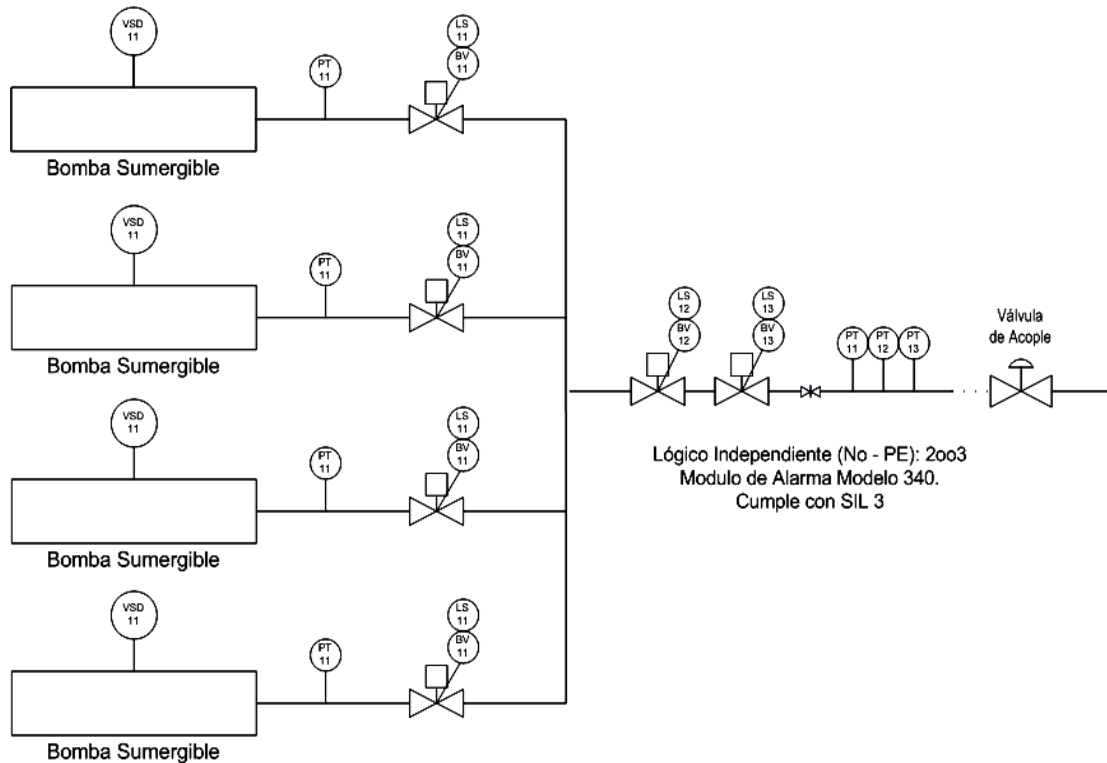 VSD
11
PT
11
LS
11
BV
11
Bomba Sumergible
VSD
11
PT
11
LS
11
BV
11
Bomba Sumergible
VSD
11
PT
11
LS
11
BV
11
Bomba Sumergible
VSD
11
PT
11
LS
11
BV
11
Bomba Sumergible
LS
12
BV
12
LS
13
BV
13
PT
11
PT
12
PT
13
Válvula
de Acople
Lógico Independiente (No - PE): 2oo3
Modulo de Alarma Modelo 340.
Cumple con SIL 3